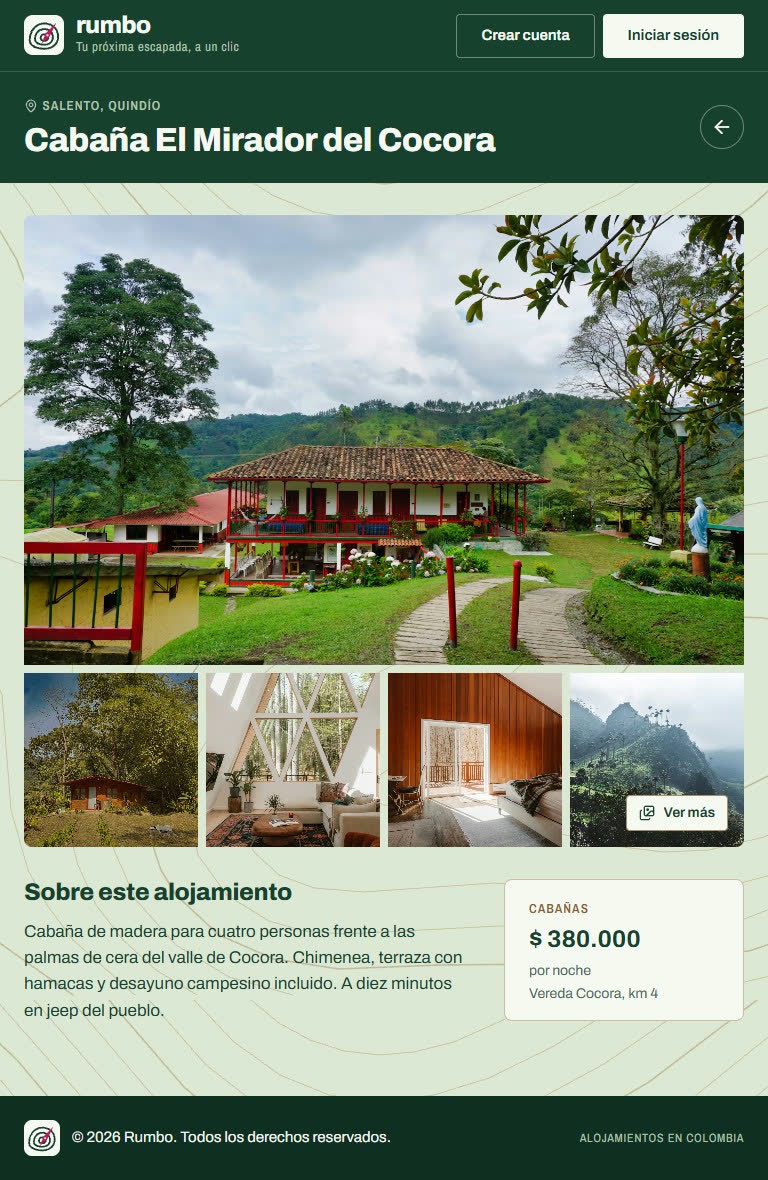 rumbo
Tu próxima escapada, a un clic
Crear cuenta
Iniciar sesión
SALENTO, QUINDÍO
Cabaña El Mirador del Cocora
Ver más
Sobre este alojamiento
Cabaña de madera para cuatro personas frente a las
palmas de cera del valle de Cocora. Chimenea, terraza con
hamacas y desayuno campesino incluido. A diez minutos
en jeep del pueblo.
CABAÑAS
$ 380.000
por noche
Vereda Cocora, km 4
© 2026 Rumbo. Todos los derechos reservados.
ALOJAMIENTOS EN COLOMBIA